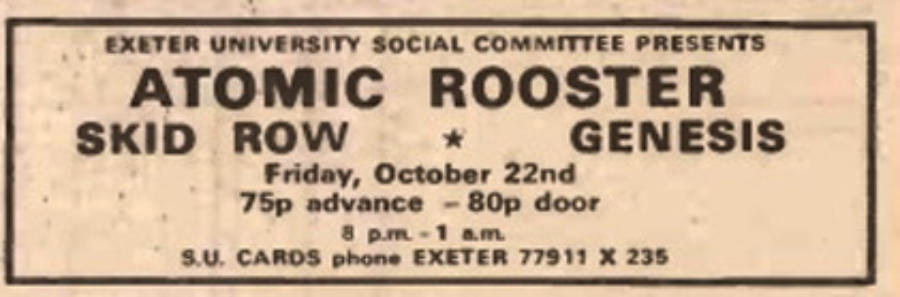 EXETER UNIVERSITY SOCIAL COMMITTEE PRESENTS
ATOMIC ROOSTER
SKID ROW ★ GENESIS
Friday, October 22nd
75p advance – 80p door
8 p.m. - 1 a.m.
S.U. CARDS phone EXETER 77911 X 235